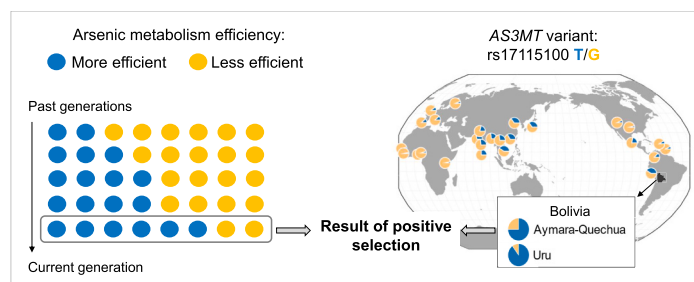 Arsenic metabolism efficiency:
More efficient
Less efficient
Past generations
Current generation
AS3MT variant:
rs17115100 T/G
Result of positive
selection
Bolivia
Aymara-Quechua
Uru